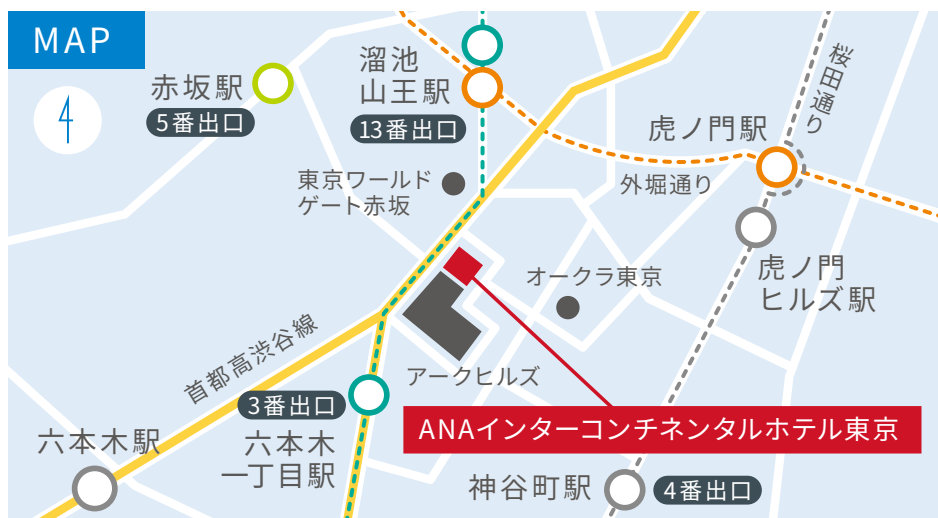 MAP
赤坂駅
5番出口
溜池
山王駅
13番出口
桜田通り
虎ノ門駅
外堀通り
東京ワールド
ゲート赤坂
オークラ東京
虎ノ門
ヒルズ駅
首都高渋谷線
アークヒルズ
3番出口
六本木
一丁目駅
ANAインターコンチネンタルホテル東京
六本木駅
神谷町駅
4番出口